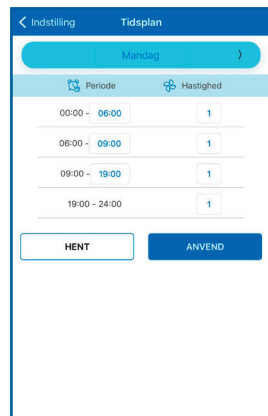 Indstilling Tidsplan
Mandag
Periode Hastighed
00:00 - 06:00 1
06:00 - 09:00 1
09:00 - 19:00 1
19:00 - 24:00 1
HENT ANVEND